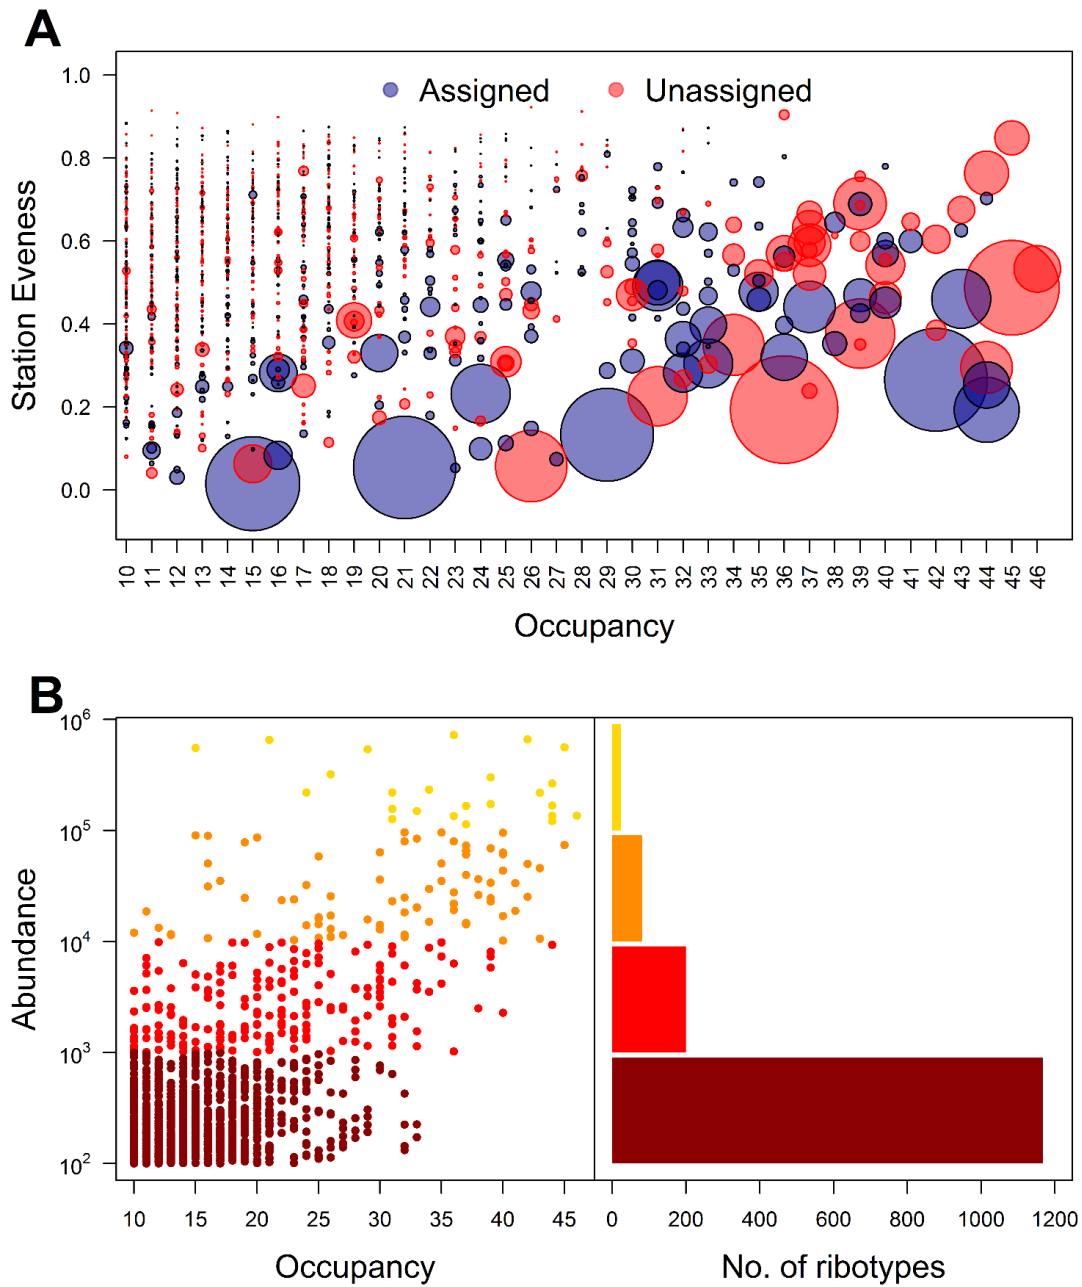 A
Assigned Unassigned
Station Eveness
1.0
0.8
0.6
0.4
0.2
0.0
10 11 12 13 14 15 16 17 18 19 20 21 22 23 24 25 26 27 28 29 30 31 32 33 34 35 36 37 38 39 40 41 42 43 44 45 46
Occupancy
B
Abundance
10⁶
10⁵
10⁴
10³
10²
10 15 20 25 30 35 40 45 0 200 400 600 800 1000 1200
Occupancy No. of ribotypes